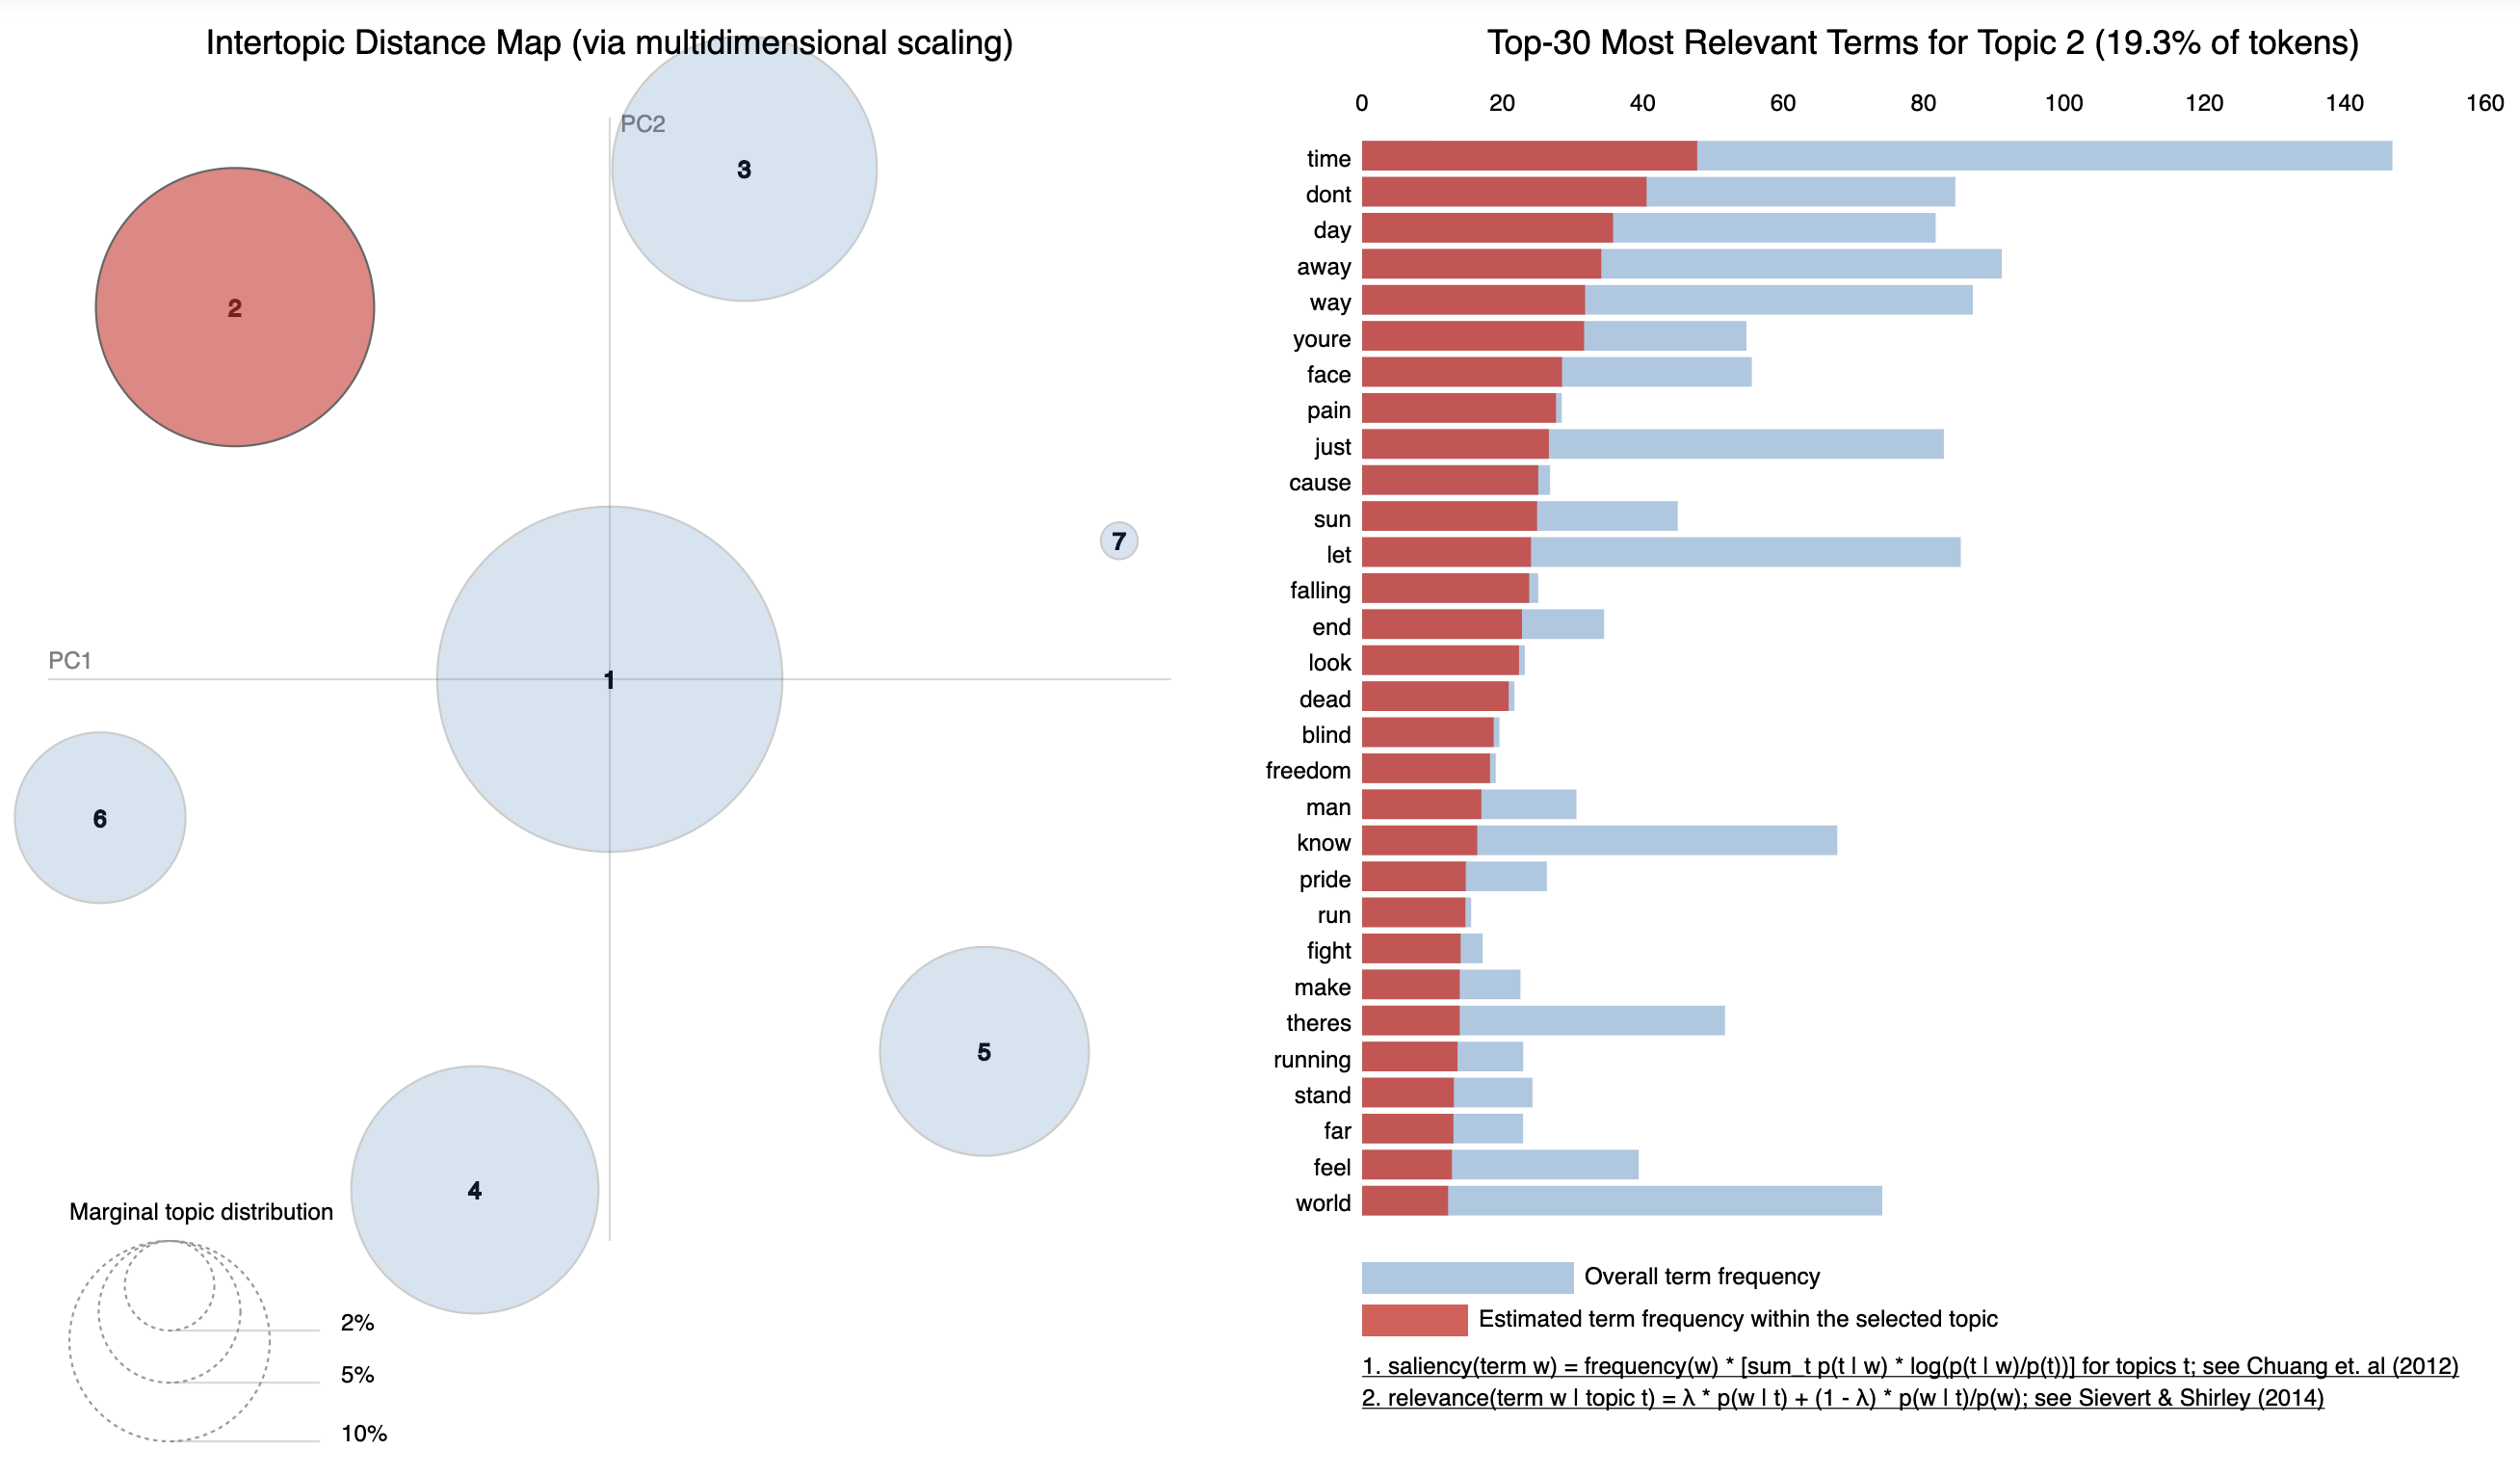 Intertopic Distance Map (via multidimensional scaling)
PC2
3
2
7
PC1
1
6
5
4
Marginal topic distribution
2%
5%
10%
Top-30 Most Relevant Terms for Topic 2 (19.3% of tokens)
0 20 40 60 80 100 120 140 160
time
dont
day
away
way
youre
face
pain
just
cause
sun
let
falling
end
look
dead
blind
freedom
man
know
pride
run
fight
make
theres
running
stand
far
feel
world
Overall term frequency
Estimated term frequency within the selected topic
1. saliency(term w) = frequency(w) * [sum_t p(t | w) * log(p(t | w)/p(t))] for topics t; see Chuang et. al (2012)
2. relevance(term w | topic t) = λ * p(w | t) + (1 - λ) * p(w | t)/p(w); see Sievert & Shirley (2014)